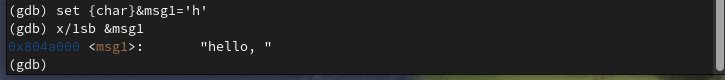 (gdb) set {char}&msg1='h'
(gdb) x/1sb &msg1
0x804a000 <msg1>:       "hello, "
(gdb)